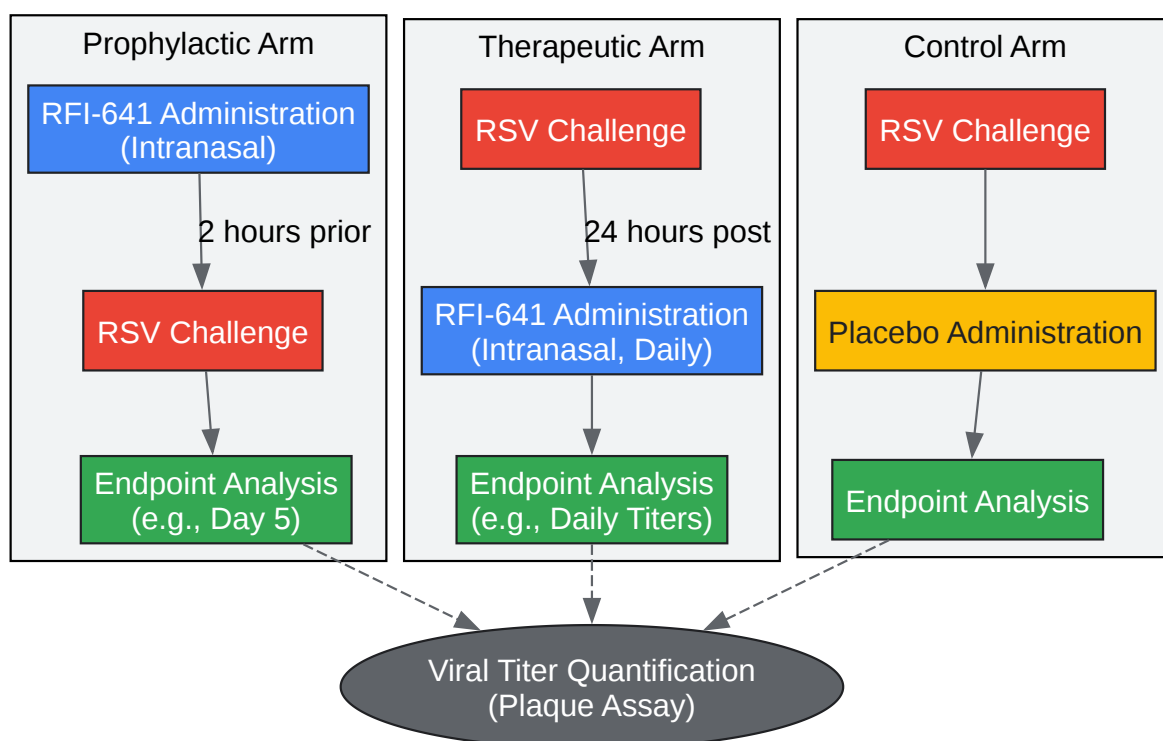 Prophylactic Arm
RFI-641 Administration
(Intranasal)
2 hours prior
RSV Challenge
Endpoint Analysis
(e.g., Day 5)
Therapeutic Arm
RSV Challenge
24 hours post
RFI-641 Administration
(Intranasal, Daily)
Endpoint Analysis
(e.g., Daily Titers)
Control Arm
RSV Challenge
Placebo Administration
Endpoint Analysis
Viral Titer Quantification
(Plaque Assay)